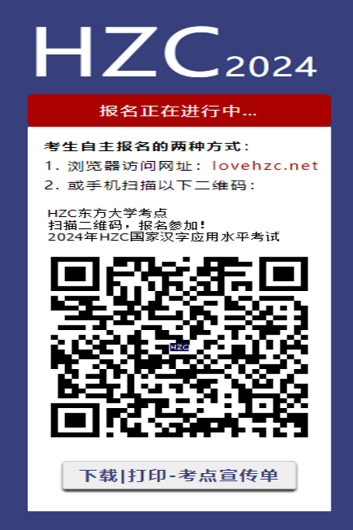 HZC2024
报名正在进行中...
考生自主报名的两种方式：
1. 浏览器访问网址：lovehzc.net
2. 或手机扫描以下二维码：
HZC东方大学考点
扫描二维码，报名参加！
2024年HZC国家汉字应用水平考试
HZC
下载|打印-考点宣传单